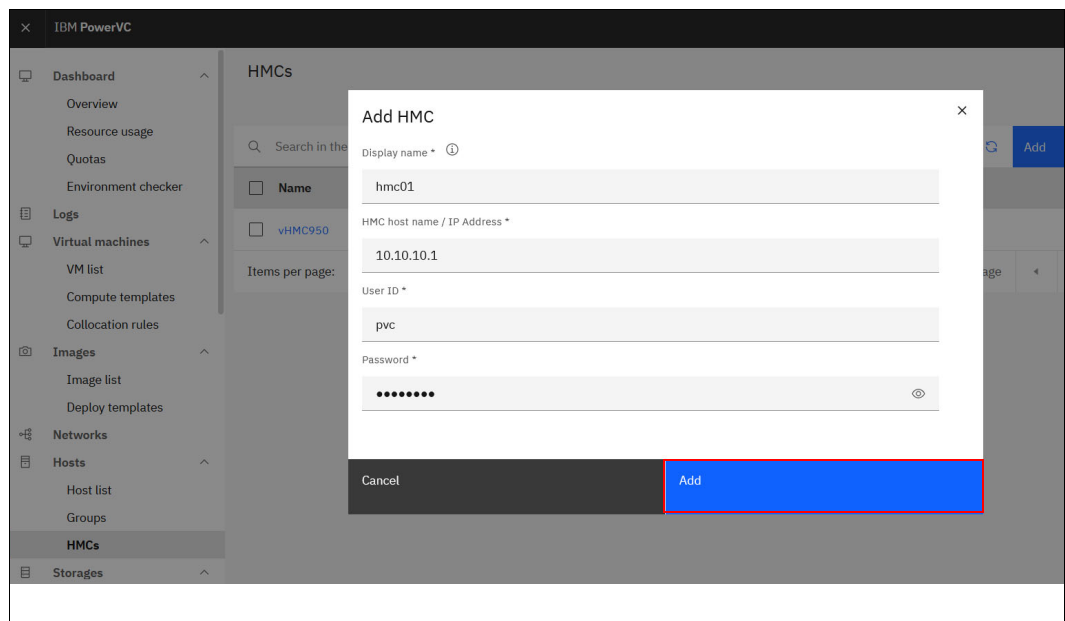 IBM PowerVC
Dashboard
Overview
Resource usage
Quotas
Environment checker
Logs
Virtual machines
VM list
Compute templates
Collocation rules
Images
Image list
Deploy templates
Networks
Hosts
Host list
Groups
HMCs
Storages
HMCs
Search in the
Add
Name
vHMC950
Items per page:
age
Add HMC
Display name *
hmc01
HMC host name / IP Address *
10.10.10.1
User ID *
pvc
Password *
••••••••
Cancel
Add